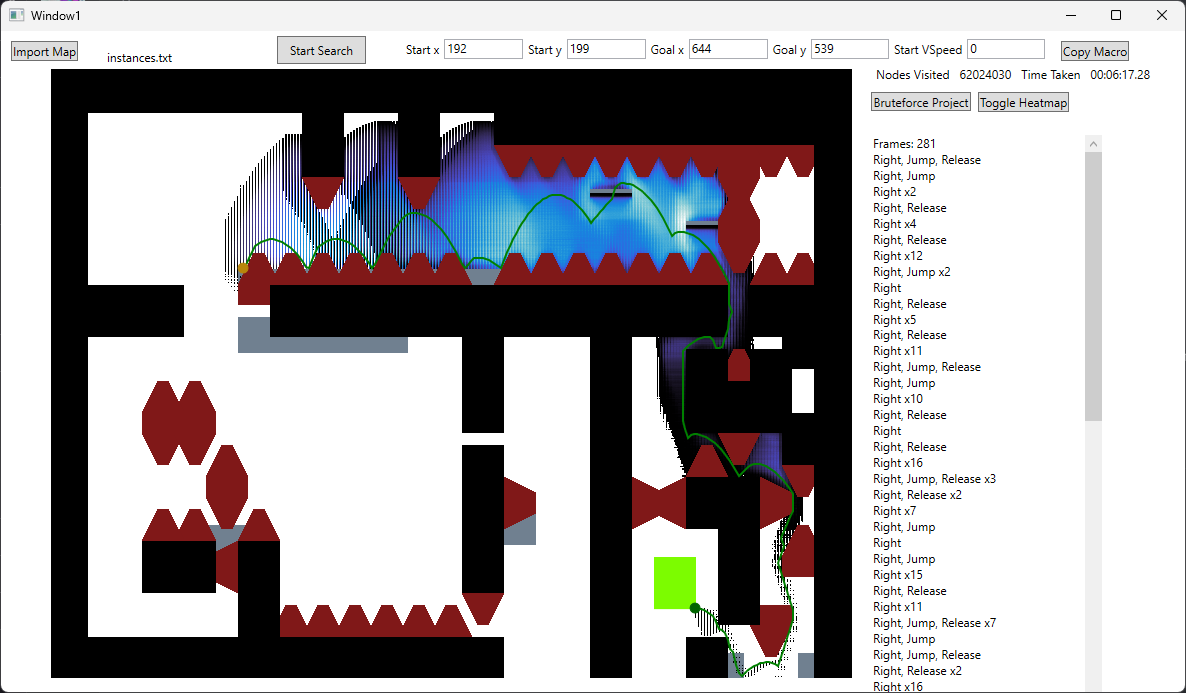 Window1
Import Map
instances.txt
Start Search
Start x 192 Start y 199 Goal x 644 Goal y 539 Start VSpeed 0
Copy Macro
Nodes Visited 62024030 Time Taken 00:06:17.28
Bruteforce Project Toggle Heatmap
Frames: 281
Right, Jump, Release
Right, Jump
Right x2
Right, Release
Right x4
Right, Release
Right x12
Right, Jump x2
Right
Right, Release
Right x5
Right, Release
Right x11
Right, Jump, Release
Right, Jump
Right x10
Right, Release
Right
Right, Release
Right x16
Right, Jump, Release x3
Right, Release x2
Right x7
Right, Jump
Right
Right, Jump
Right x15
Right, Release
Right x11
Right, Jump, Release x7
Right, Jump
Right, Jump, Release
Right, Release x2
Right x16